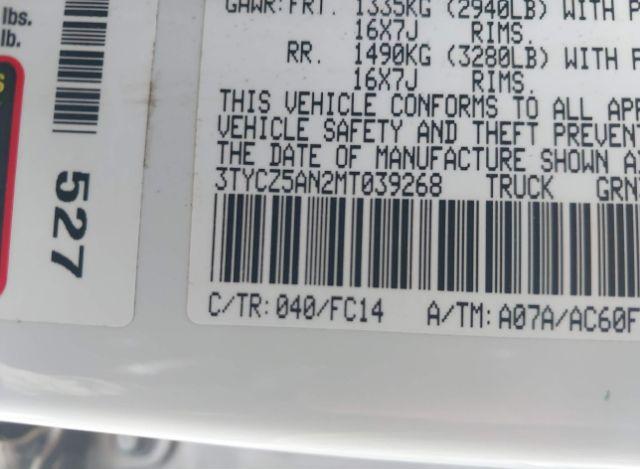 lbs.
lb.
527
GAWR:FRT. 1335KG (2940LB) WITH
16X7J RIMS.
RR. 1490KG (3280LB) WITH
16X7J RIMS.
THIS VEHICLE CONFORMS TO ALL
VEHICLE SAFETY AND THEFT
THE DATE OF MANUFACTURE SHOWN
3TYCZ5AN2MT039268 TRUCK GRN
C/TR:040/FC14 A/TM:A07A/AC60F